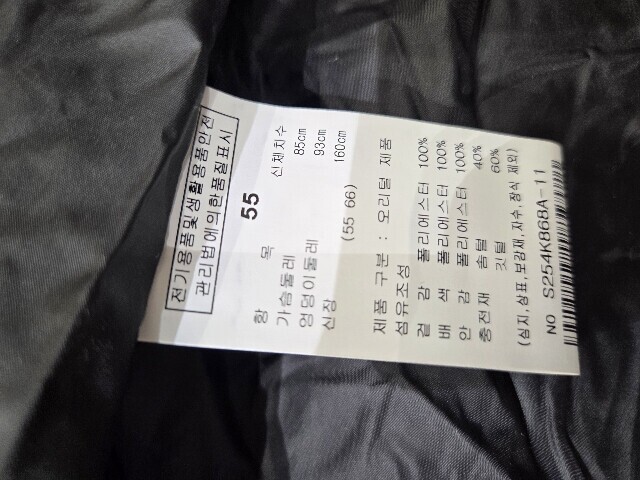 전기용품및생활용품안전
관리법에의한품질표시
55
항 목 신체치수
가슴둘레 85cm
엉덩이둘레 93cm
신장 160cm
(55 66)
제품 구분 : 오리털 제품
섬유조성
겉 감 폴리에스터 100%
배 색 폴리에스터 100%
안 감 폴리에스터 100%
충전재 솜털 40%
깃털 60%
(심지,상표,보강재,자수,장식 제외)
NO S254K868A-11